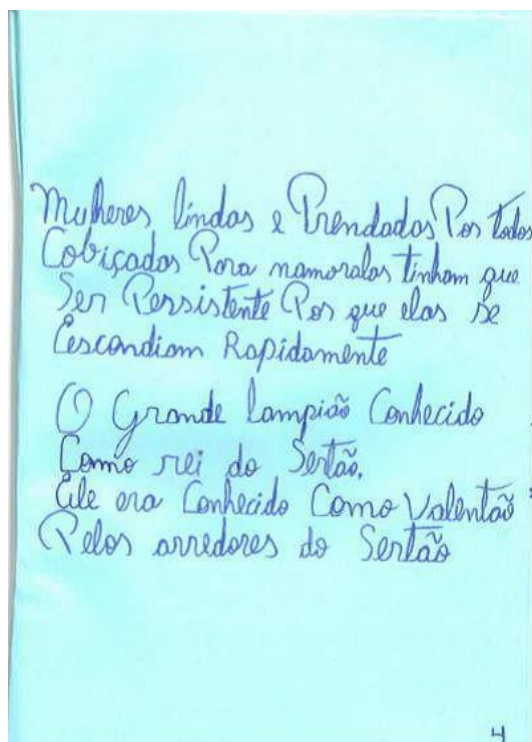 Mulheres lindas e Prendadas Por todos
Cobiçadas Para namoralas tinham que
Ser Persistente Por que elas se
Escondiam Rapidamente
O Grande lampião Conhecido
Como rei do Sertão.
Ele era Conhecido Como Valentão
Pelos arredores do Sertão
4